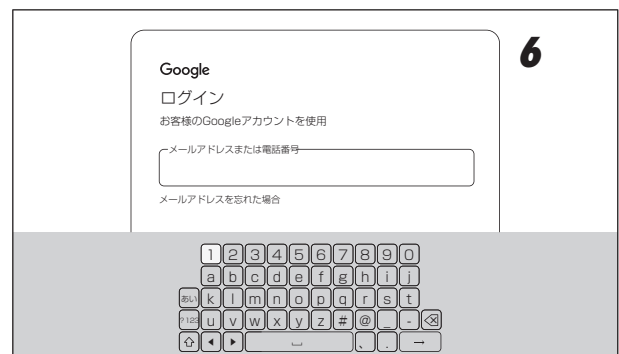 6
Google
ログイン
お客様のGoogleアカウントを使用
メールアドレスまたは電話番号
メールアドレスを忘れた場合
1 2 3 4 5 6 7 8 9 0
a b c d e f g h i j
あい k l m n o p q r s t
?123 u v w x y z # @ _ -
、 . →